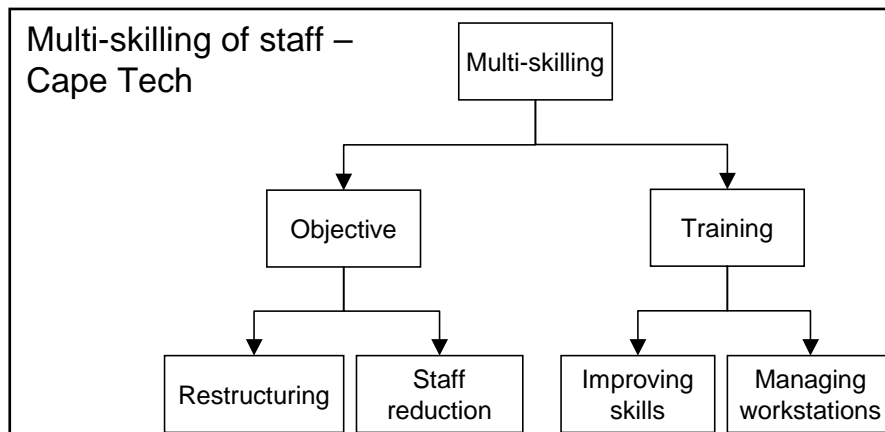 Multi-skilling of staff –
Cape Tech
Multi-skilling
Objective
Training
Restructuring
Staff
reduction
Improving
skills
Managing
workstations